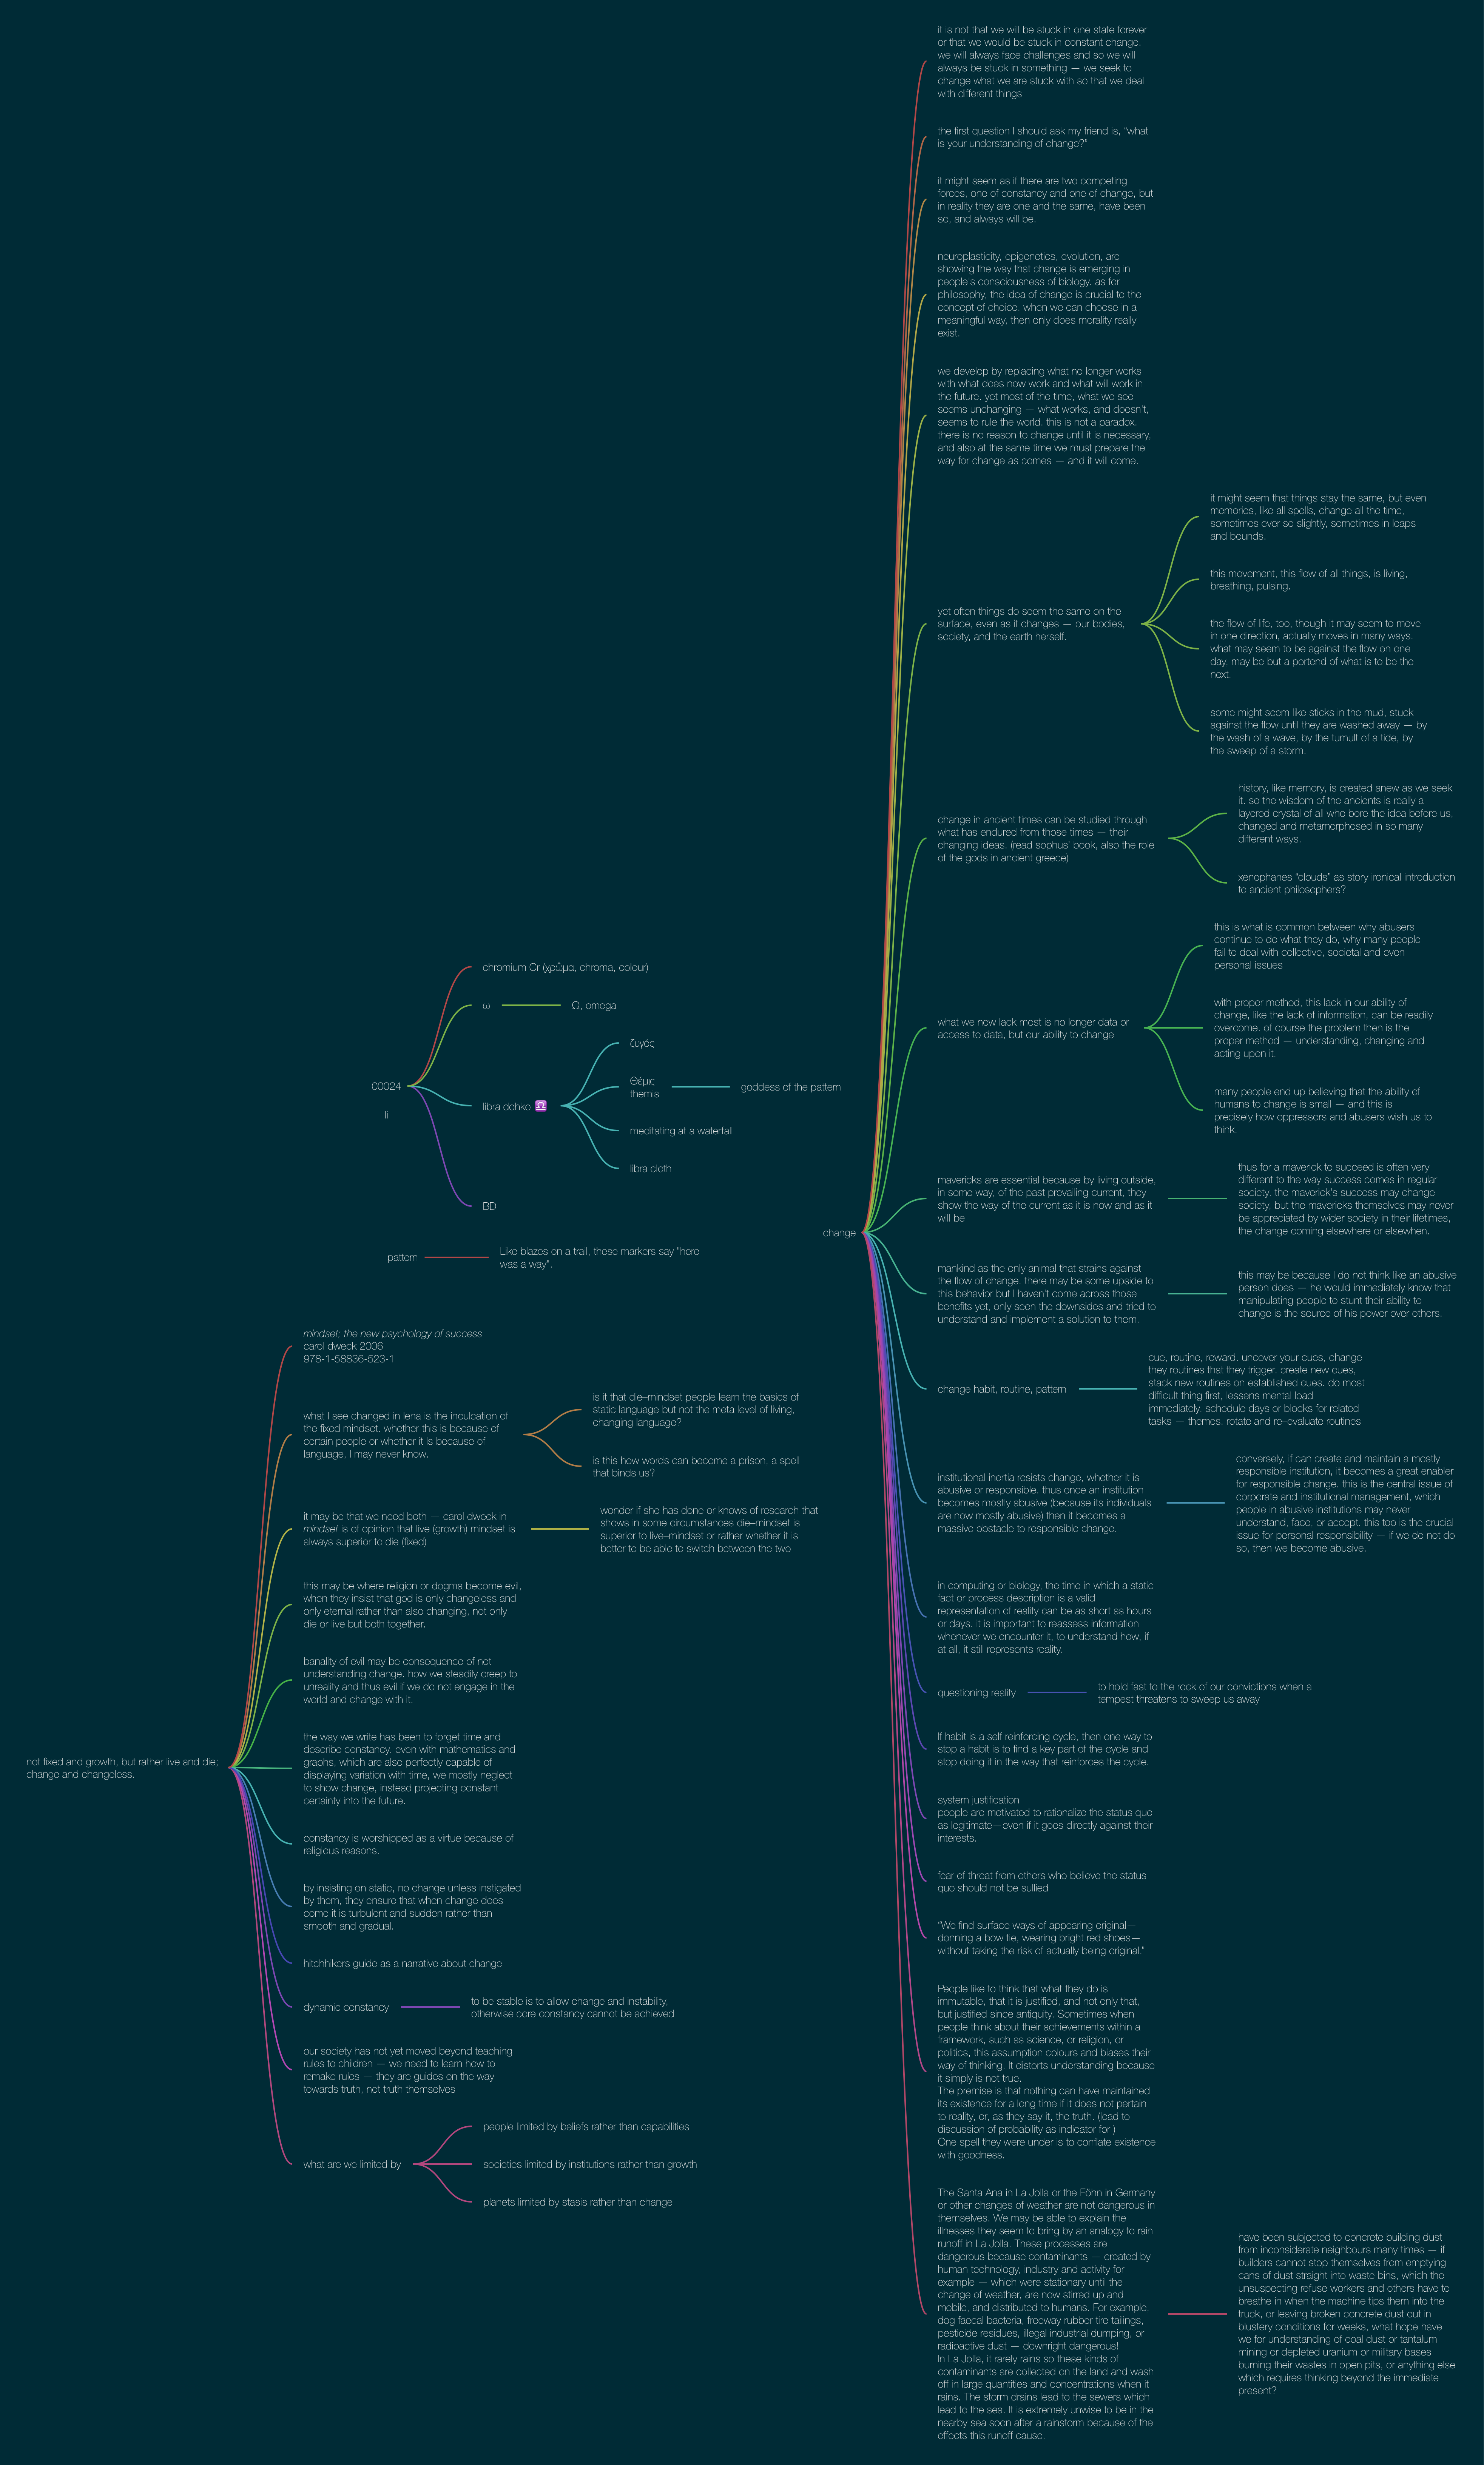 00024
li
chromium Cr (χρῶμα, chroma, colour)
ω
Ω, omega
libra dohko ♎
ζυγός
Θέμις
themis
goddess of the pattern
meditating at a waterfall
libra cloth
BD
pattern
Like blazes on a trail, these markers say "here
was a way".
not fixed and growth, but rather live and die;
change and changeless.
mindset; the new psychology of success
carol dweck 2006
978-1-58836-523-1
what I see changed in lena is the inculcation of
the fixed mindset. whether this is because of
certain people or whether it Is because of
language, I may never know.
is it that die–mindset people learn the basics of
static language but not the meta level of living,
changing language?
is this how words can become a prison, a spell
that binds us?
it may be that we need both — carol dweck in
mindset is of opinion that live (growth) mindset is
always superior to die (fixed)
wonder if she has done or knows of research that
shows in some circumstances die–mindset is
superior to live–mindset or rather whether it is
better to be able to switch between the two
this may be where religion or dogma become evil,
when they insist that god is only changeless and
only eternal rather than also changing, not only
die or live but both together.
banality of evil may be consequence of not
understanding change. how we steadily creep to
unreality and thus evil if we do not engage in the
world and change with it.
the way we write has been to forget time and
describe constancy. even with mathematics and
graphs, which are also perfectly capable of
displaying variation with time, we mostly neglect
to show change, instead projecting constant
certainty into the future.
constancy is worshipped as a virtue because of
religious reasons.
by insisting on static, no change unless instigated
by them, they ensure that when change does
come it is turbulent and sudden rather than
smooth and gradual.
hitchhikers guide as a narrative about change
dynamic constancy
to be stable is to allow change and instability,
otherwise core constancy cannot be achieved
our society has not yet moved beyond teaching
rules to children — we need to learn how to
remake rules — they are guides on the way
towards truth, not truth themselves
what are we limited by
people limited by beliefs rather than capabilities
societies limited by institutions rather than growth
planets limited by stasis rather than change
change
it is not that we will be stuck in one state forever
or that we would be stuck in constant change.
we will always face challenges and so we will
always be stuck in something — we seek to
change what we are stuck with so that we deal
with different things
the first question I should ask my friend is, “what
is your understanding of change?”
it might seem as if there are two competing
forces, one of constancy and one of change, but
in reality they are one and the same, have been
so, and always will be.
neuroplasticity, epigenetics, evolution, are
showing the way that change is emerging in
people's consciousness of biology. as for
philosophy, the idea of change is crucial to the
concept of choice. when we can choose in a
meaningful way, then only does morality really
exist.
we develop by replacing what no longer works
with what does now work and what will work in
the future. yet most of the time, what we see
seems unchanging — what works, and doesn't,
seems to rule the world. this is not a paradox.
there is no reason to change until it is necessary,
and also at the same time we must prepare the
way for change as comes — and it will come.
yet often things do seem the same on the
surface, even as it changes — our bodies,
society, and the earth herself.
it might seem that things stay the same, but even
memories, like all spells, change all the time,
sometimes ever so slightly, sometimes in leaps
and bounds.
this movement, this flow of all things, is living,
breathing, pulsing.
the flow of life, too, though it may seem to move
in one direction, actually moves in many ways.
what may seem to be against the flow on one
day, may be but a portend of what is to be the
next.
some might seem like sticks in the mud, stuck
against the flow until they are washed away — by
the wash of a wave, by the tumult of a tide, by
the sweep of a storm.
change in ancient times can be studied through
what has endured from those times — their
changing ideas. (read sophus’ book, also the role
of the gods in ancient greece)
history, like memory, is created anew as we seek
it. so the wisdom of the ancients is really a
layered crystal of all who bore the idea before us,
changed and metamorphosed in so many
different ways.
xenophanes “clouds” as story ironical introduction
to ancient philosophers?
what we now lack most is no longer data or
access to data, but our ability to change
this is what is common between why abusers
continue to do what they do, why many people
fail to deal with collective, societal and even
personal issues
with proper method, this lack in our ability of
change, like the lack of information, can be readily
overcome. of course the problem then is the
proper method — understanding, changing and
acting upon it.
many people end up believing that the ability of
humans to change is small — and this is
precisely how oppressors and abusers wish us to
think.
mavericks are essential because by living outside,
in some way, of the past prevailing current, they
show the way of the current as it is now and as it
will be
thus for a maverick to succeed is often very
different to the way success comes in regular
society. the maverick's success may change
society, but the mavericks themselves may never
be appreciated by wider society in their lifetimes,
the change coming elsewhere or elsewhen.
mankind as the only animal that strains against
the flow of change. there may be some upside to
this behavior but I haven't come across those
benefits yet, only seen the downsides and tried to
understand and implement a solution to them.
this may be because I do not think like an abusive
person does — he would immediately know that
manipulating people to stunt their ability to
change is the source of his power over others.
change habit, routine, pattern
cue, routine, reward. uncover your cues, change
they routines that they trigger. create new cues,
stack new routines on established cues. do most
difficult thing first, lessens mental load
immediately. schedule days or blocks for related
tasks — themes. rotate and re–evaluate routines
institutional inertia resists change, whether it is
abusive or responsible. thus once an institution
becomes mostly abusive (because its individuals
are now mostly abusive) then it becomes a
massive obstacle to responsible change.
conversely, if can create and maintain a mostly
responsible institution, it becomes a great enabler
for responsible change. this is the central issue of
corporate and institutional management, which
people in abusive institutions may never
understand, face, or accept. this too is the crucial
issue for personal responsibility — if we do not do
so, then we become abusive.
in computing or biology, the time in which a static
fact or process description is a valid
representation of reality can be as short as hours
or days. it is important to reassess information
whenever we encounter it, to understand how, if
at all, it still represents reality.
questioning reality
to hold fast to the rock of our convictions when a
tempest threatens to sweep us away
If habit is a self reinforcing cycle, then one way to
stop a habit is to find a key part of the cycle and
stop doing it in the way that reinforces the cycle.
system justification
people are motivated to rationalize the status quo
as legitimate—even if it goes directly against their
interests.
fear of threat from others who believe the status
quo should not be sullied
“We find surface ways of appearing original—
donning a bow tie, wearing bright red shoes—
without taking the risk of actually being original.”
People like to think that what they do is
immutable, that it is justified, and not only that,
but justified since antiquity. Sometimes when
people think about their achievements within a
framework, such as science, or religion, or
politics, this assumption colours and biases their
way of thinking. It distorts understanding because
it simply is not true.
The premise is that nothing can have maintained
its existence for a long time if it does not pertain
to reality, or, as they say it, the truth. (lead to
discussion of probability as indicator for )
One spell they were under is to conflate existence
with goodness.
The Santa Ana in La Jolla or the Föhn in Germany
or other changes of weather are not dangerous in
themselves. We may be able to explain the
illnesses they seem to bring by an analogy to rain
runoff in La Jolla. These processes are
dangerous because contaminants — created by
human technology, industry and activity for
example — which were stationary until the
change of weather, are now stirred up and
mobile, and distributed to humans. For example,
dog faecal bacteria, freeway rubber tire tailings,
pesticide residues, illegal industrial dumping, or
radioactive dust — downright dangerous!
In La Jolla, it rarely rains so these kinds of
contaminants are collected on the land and wash
off in large quantities and concentrations when it
rains. The storm drains lead to the sewers which
lead to the sea. It is extremely unwise to be in the
nearby sea soon after a rainstorm because of the
effects this runoff cause.
have been subjected to concrete building dust
from inconsiderate neighbours many times — if
builders cannot stop themselves from emptying
cans of dust straight into waste bins, which the
unsuspecting refuse workers and others have to
breathe in when the machine tips them into the
truck, or leaving broken concrete dust out in
blustery conditions for weeks, what hope have
we for understanding of coal dust or tantalum
mining or depleted uranium or military bases
burning their wastes in open pits, or anything else
which requires thinking beyond the immediate
present?